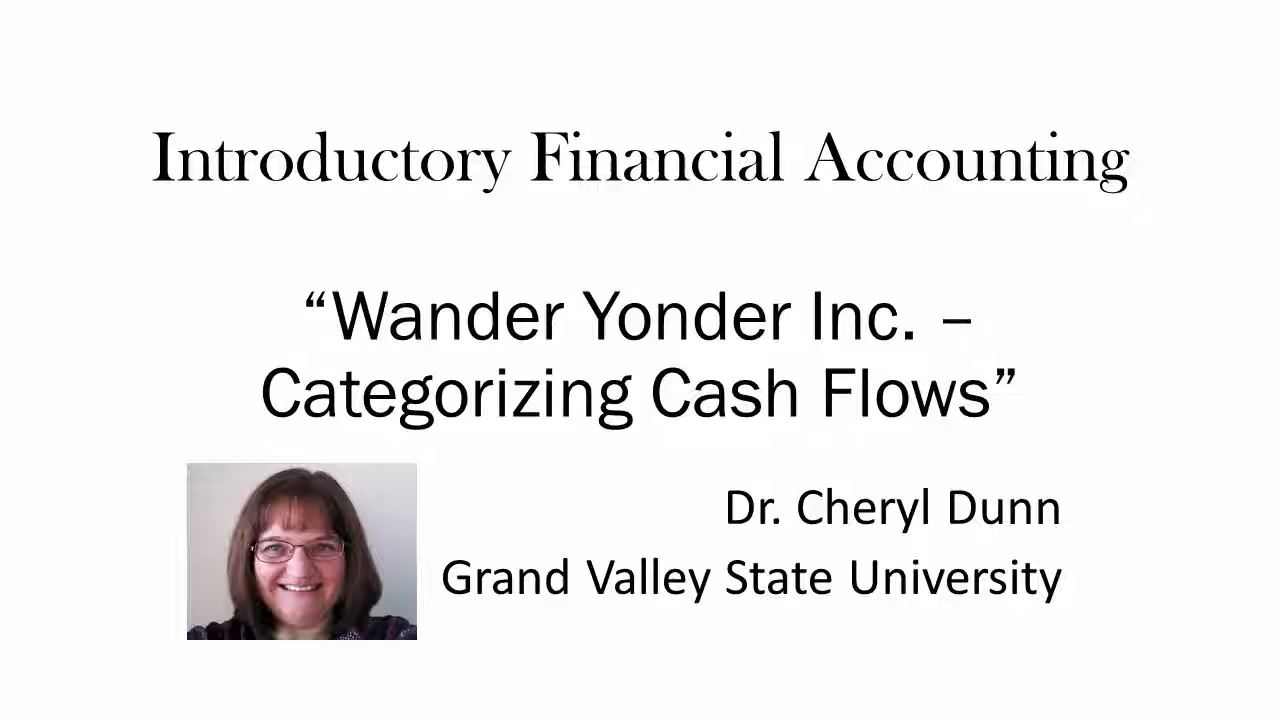 Introductory Financial Accounting
“Wander Yonder Inc. –
Categorizing Cash Flows”
Dr. Cheryl Dunn
Grand Valley State University